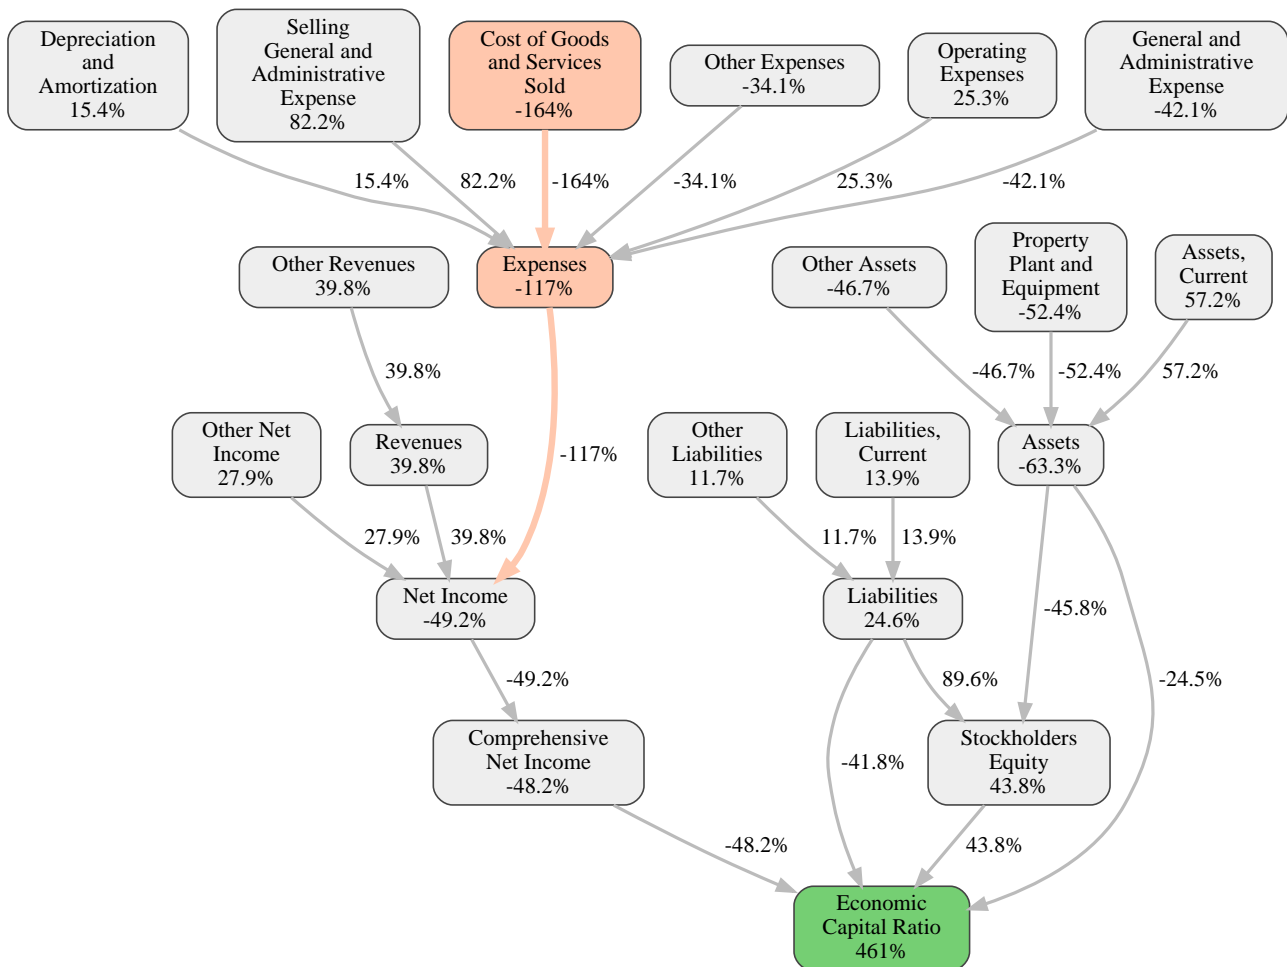 Depreciation
and
Amortization
15.4%
Selling
General and
Administrative
Expense
82.2%
Cost of Goods
and Services
Sold
-164%
Other Expenses
-34.1%
Operating
Expenses
25.3%
General and
Administrative
Expense
-42.1%
15.4%
82.2%
-164%
-34.1%
25.3%
-42.1%
Other Revenues
39.8%
Expenses
-117%
Other Assets
-46.7%
Property
Plant and
Equipment
-52.4%
Assets,
Current
57.2%
39.8%
-117%
-46.7%
-52.4%
57.2%
Other Net
Income
27.9%
Revenues
39.8%
Other
Liabilities
11.7%
Liabilities,
Current
13.9%
Assets
-63.3%
27.9%
39.8%
11.7%
13.9%
Net Income
-49.2%
Liabilities
24.6%
-45.8%
-24.5%
-49.2%
89.6%
Comprehensive
Net Income
-48.2%
-41.8%
Stockholders
Equity
43.8%
-48.2%
43.8%
Economic
Capital Ratio
461%